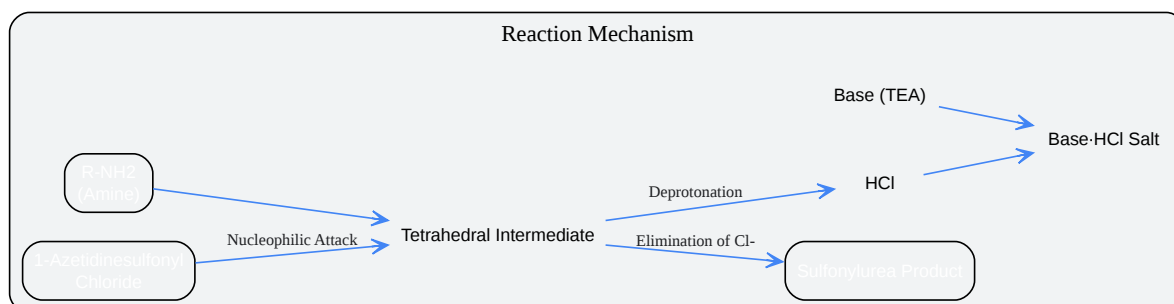 Reaction Mechanism
Base (TEA)
Base·HCl Salt
R-NH2
(Amine)
Deprotonation
HCl
Nucleophilic Attack
Tetrahedral Intermediate
Elimination of Cl-
1-Azetidinesulfonyl
Chloride
Sulfonylurea Product